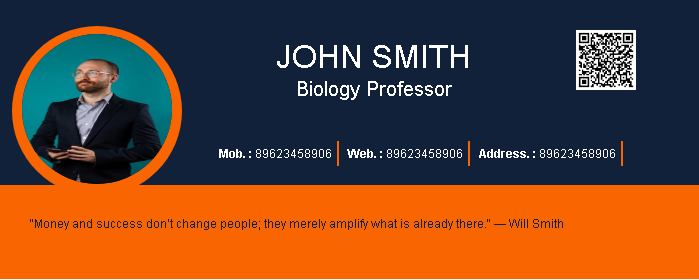 JOHN SMITH
Biology Professor
Mob. : 89623458906 Web. : 89623458906 Address. : 89623458906
"Money and success don't change people; they merely amplify what is already there." — Will Smith